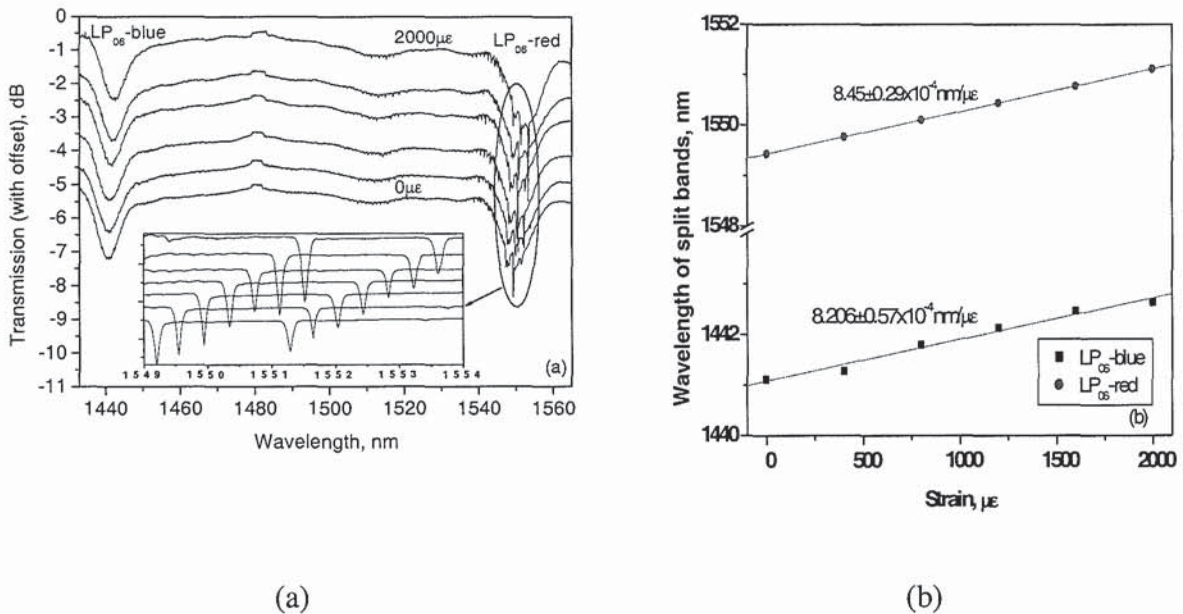 0
-1
-2
-3
-4
-5
-6
-7
-8
-9
-10
-11
Transmission (with offset), dB
LP₀₆-blue
2000με
LP₀₆-red
0με
1549 1550 1551 1552 1553 1554
(a)
1440 1460 1480 1500 1520 1540 1560
Wavelength, nm
(a)
1552
1550
1548
1442
1440
Wavelength of split bands, nm
8.45±0.29x10⁻⁴nm/με
8.206±0.57x10⁻⁴nm/με
LP₀₆-blue
LP₀₆-red
(b)
0 500 1000 1500 2000
Strain, με
(b)